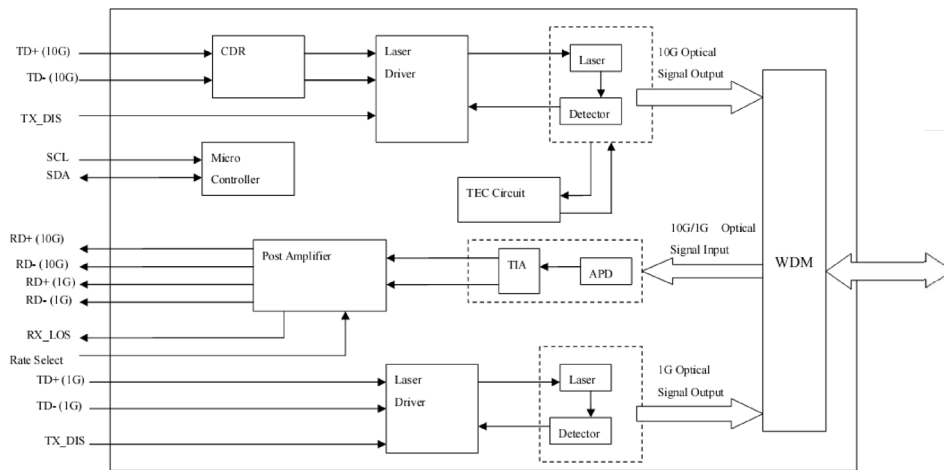 TD+ (10G)
TD- (10G)
TX_DIS
CDR
Laser
Driver
Laser
Detector
10G Optical
Signal Output
SCL
SDA
Micro
Controller
TEC Circuit
RD+ (10G)
RD- (10G)
RD+ (1G)
RD- (1G)
RX_LOS
Rate Select
Post Amplifier
TIA
APD
10G/1G Optical
Signal Input
WDM
TD+ (1G)
TD- (1G)
TX_DIS
Laser
Driver
Laser
Detector
1G Optical
Signal Output